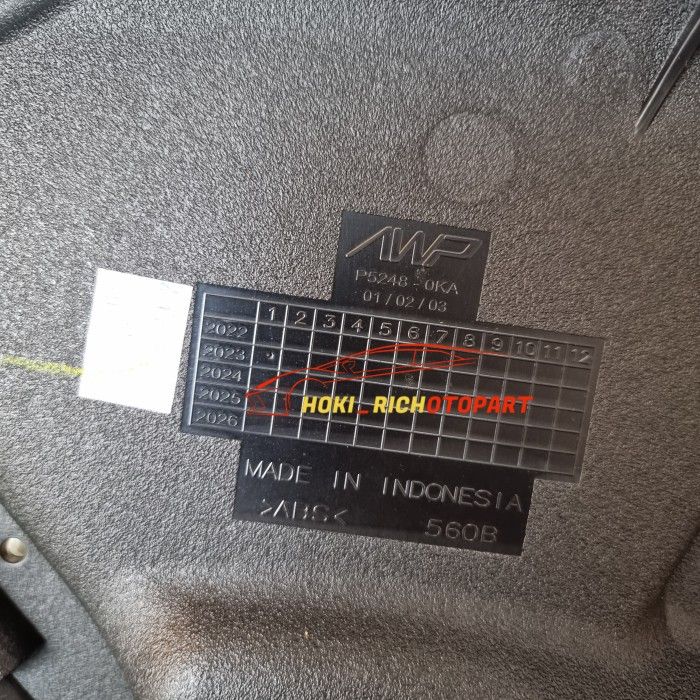 AWP
P5248 - 0KA
01 / 02 / 03
1 2 3 4 5 6 7 8 9 10 11 12
2022
2023
2024
2025
2026
HOKI_RICHOTOPART
MADE IN INDONESIA
>ABS<
560B